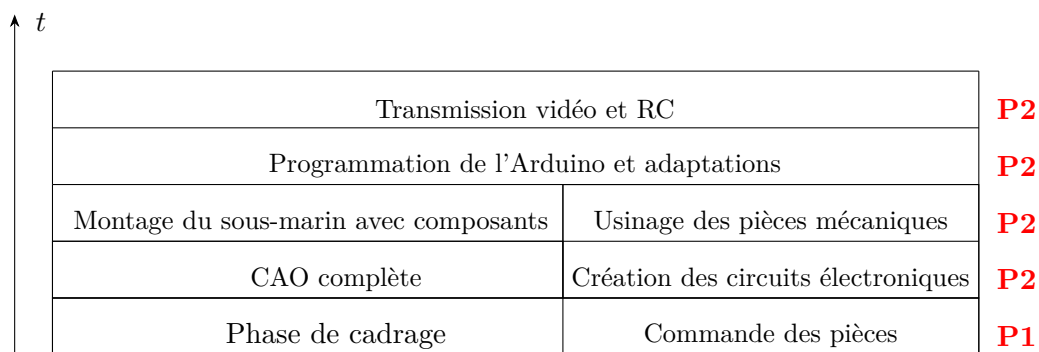 t
Transmission vidéo et RC P2
Programmation de l'Arduino et adaptations P2
Montage du sous-marin avec composants Usinage des pièces mécaniques P2
CAO complète Création des circuits électroniques P2
Phase de cadrage Commande des pièces P1